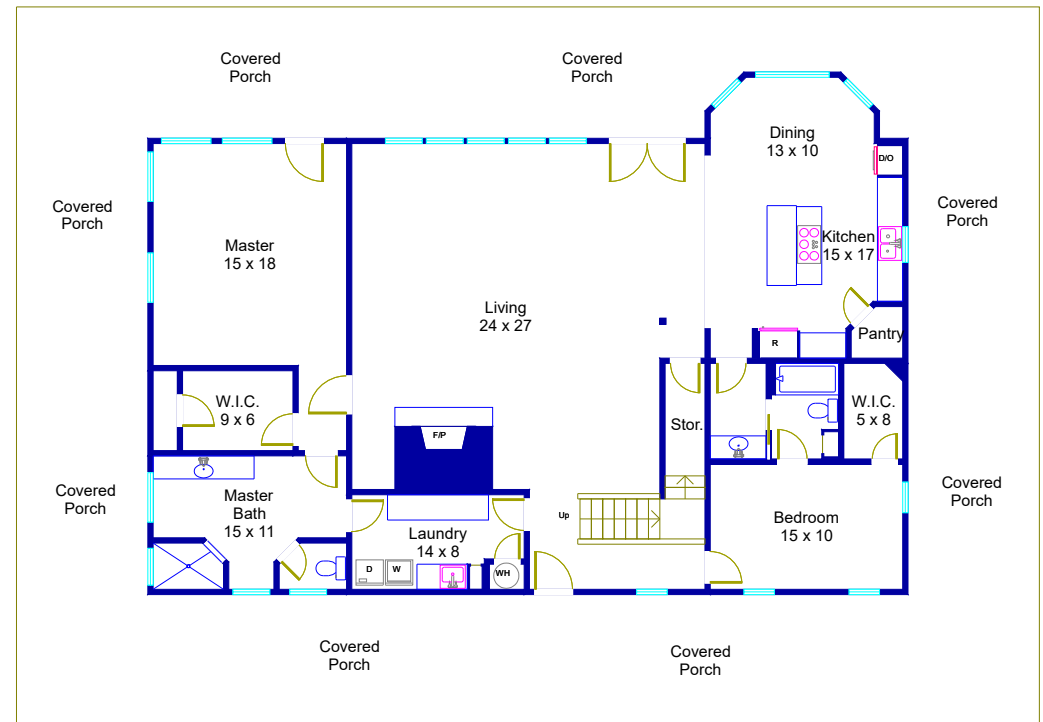 Covered
Porch
Covered
Porch
Dining
13 x 10
D/O
Covered
Porch
Covered
Porch
Master
15 x 18
Kitchen
15 x 17
Living
24 x 27
Pantry
R
W.I.C.
9 x 6
W.I.C.
5 x 8
Stor.
F/P
Covered
Porch
Master
Bath
15 x 11
Covered
Porch
Up
Bedroom
15 x 10
Laundry
14 x 8
D
W
WH
Covered
Porch
Covered
Porch